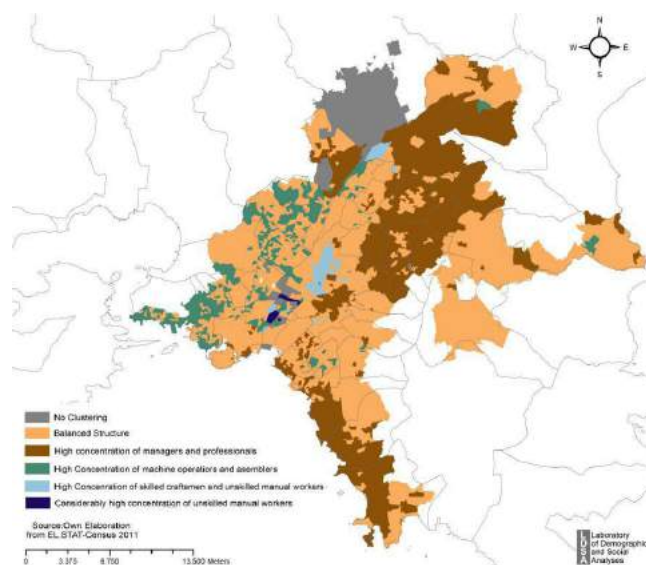 N
W E
S
No Clustering
Balanced Structure
High concentration of managers and professionals
High Concentration of machine operatiors and asemblers
High Concentration of skilled craftsmen and unskilled manual workers
Considerably high concentration of unskilled manual workers
Source:Own Elaboration
from EL.STAT-Census 2011
0 3.375 6.750 13.500 Meters
LDSA
Laboratory
of Demographic
and Social
Analyses